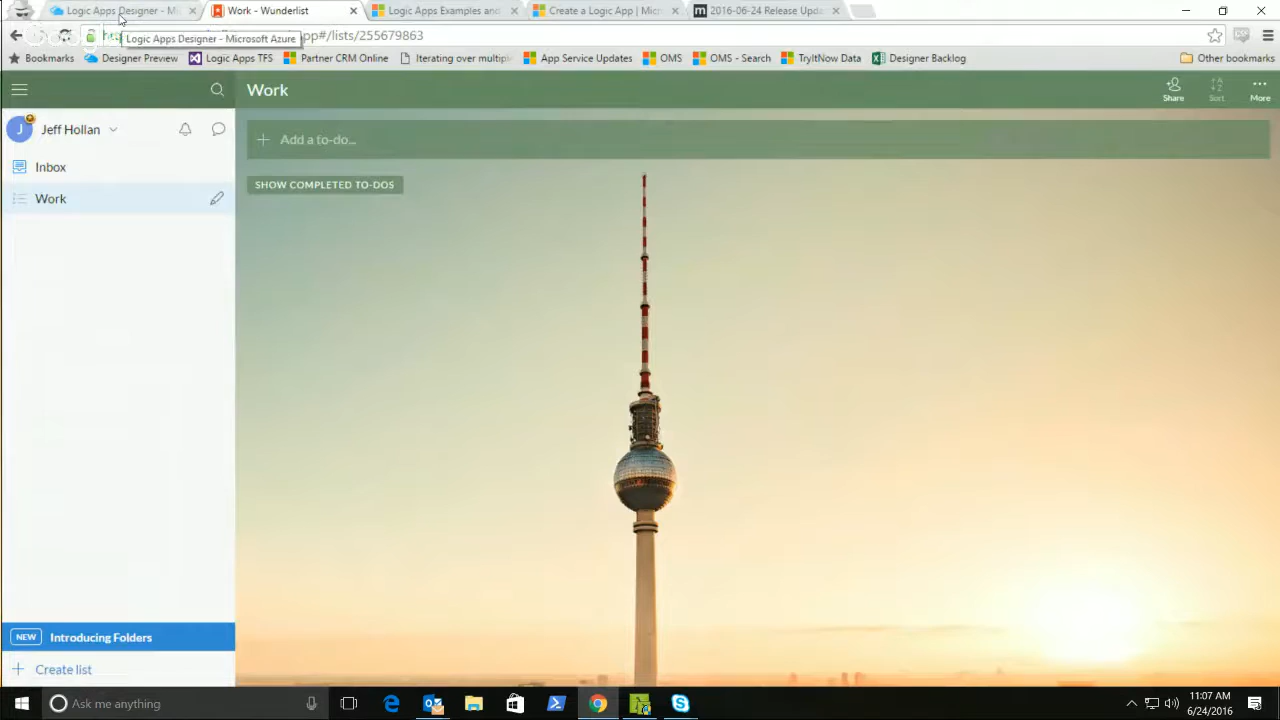 Logic Apps Designer - Mi
Work - Wunderlist
Logic Apps Examples and
Create a Logic App | Micr
m 2016-06-24 Release Upd
Logic Apps Designer - Microsoft Azure
pp#/lists/255679863
Bookmarks
Designer Preview
Logic Apps TFS
Partner CRM Online
Iterating over multiple
App Service Updates
OMS
OMS - Search
TryItNow Data
Designer Backlog
Other bookmarks
Work
Share
Sort
More
J Jeff Hollan
Add a to-do...
Inbox
SHOW COMPLETED TO-DOS
Work
NEW Introducing Folders
Create list
Ask me anything
11:07 AM
6/24/2016